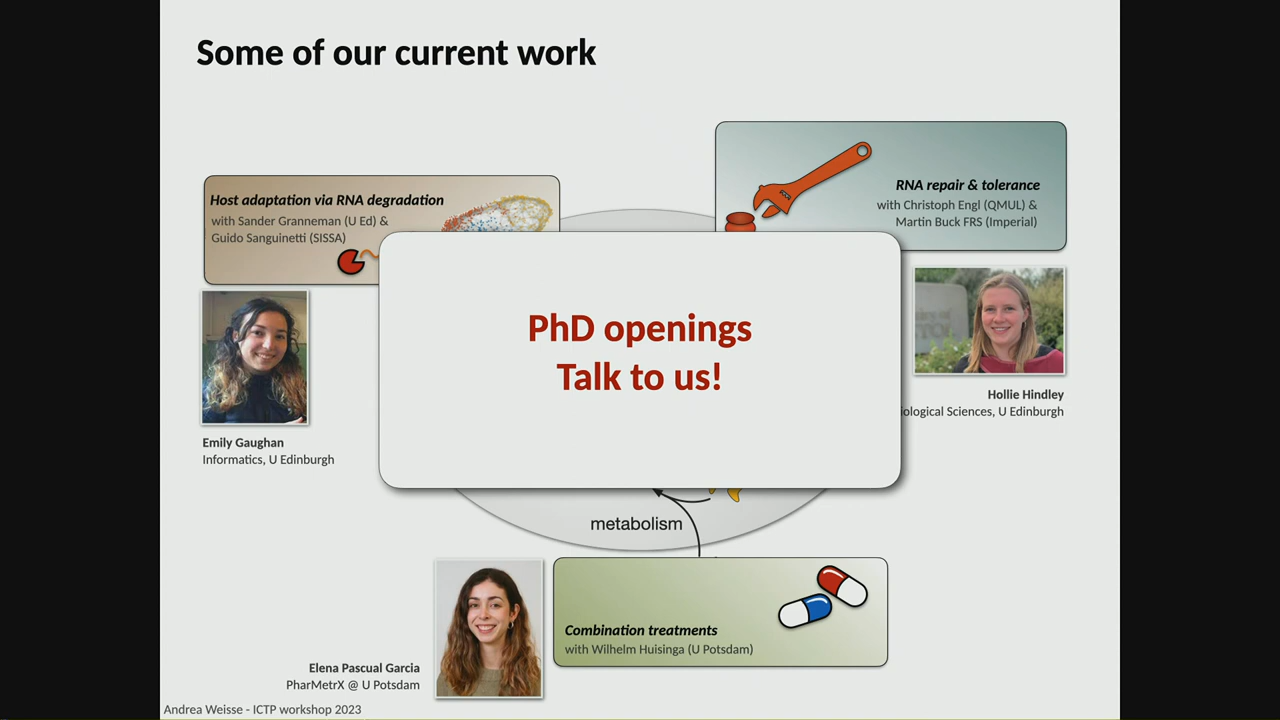 Some of our current work
Host adaptation via RNA degradation
with Sander Granneman (U Ed) &
Guido Sanguinetti (SISSA)
RNA repair & tolerance
with Christoph Engl (QMUL) &
Martin Buck FRS (Imperial)
PhD openings
Talk to us!
Emily Gaughan
Informatics, U Edinburgh
Hollie Hindley
Sciences, U Edinburgh
metabolism
Combination treatments
with Wilhelm Huisinga (U Potsdam)
Elena Pascual Garcia
PharMetrX @ U Potsdam
Andrea Weisse - ICTP workshop 2023